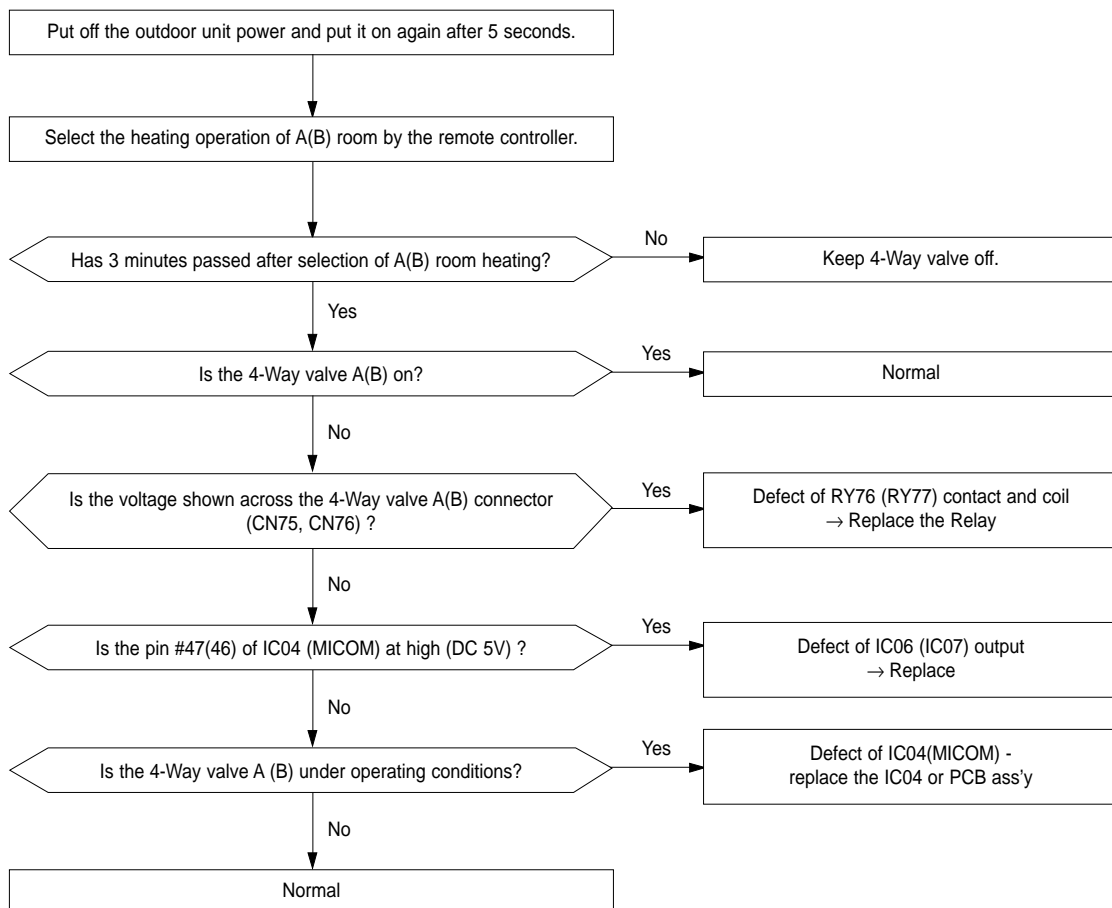 Put off the outdoor unit power and put it on again after 5 seconds.
Select the heating operation of A(B) room by the remote controller.
Has 3 minutes passed after selection of A(B) room heating?
No
Keep 4-Way valve off.
Yes
Is the 4-Way valve A(B) on?
Yes
Normal
No
Is the voltage shown across the 4-Way valve A(B) connector
(CN75, CN76) ?
Yes
Defect of RY76 (RY77) contact and coil
→ Replace the Relay
No
Is the pin #47(46) of IC04 (MICOM) at high (DC 5V) ?
Yes
Defect of IC06 (IC07) output
→ Replace
No
Is the 4-Way valve A (B) under operating conditions?
Yes
Defect of IC04(MICOM) -
replace the IC04 or PCB ass'y
No
Normal